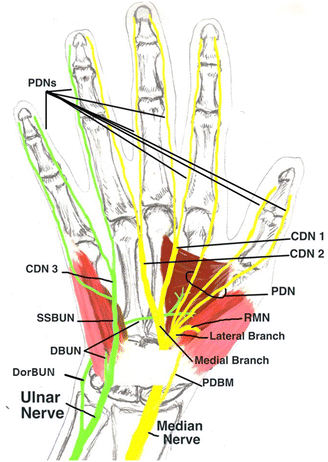 PDNs
CDN 1
CDN 2
CDN 3
PDN
SSBUN
RMN
Lateral Branch
DBUN
Medial Branch
DorBUN
PDBM
Ulnar
Nerve
Median
Nerve